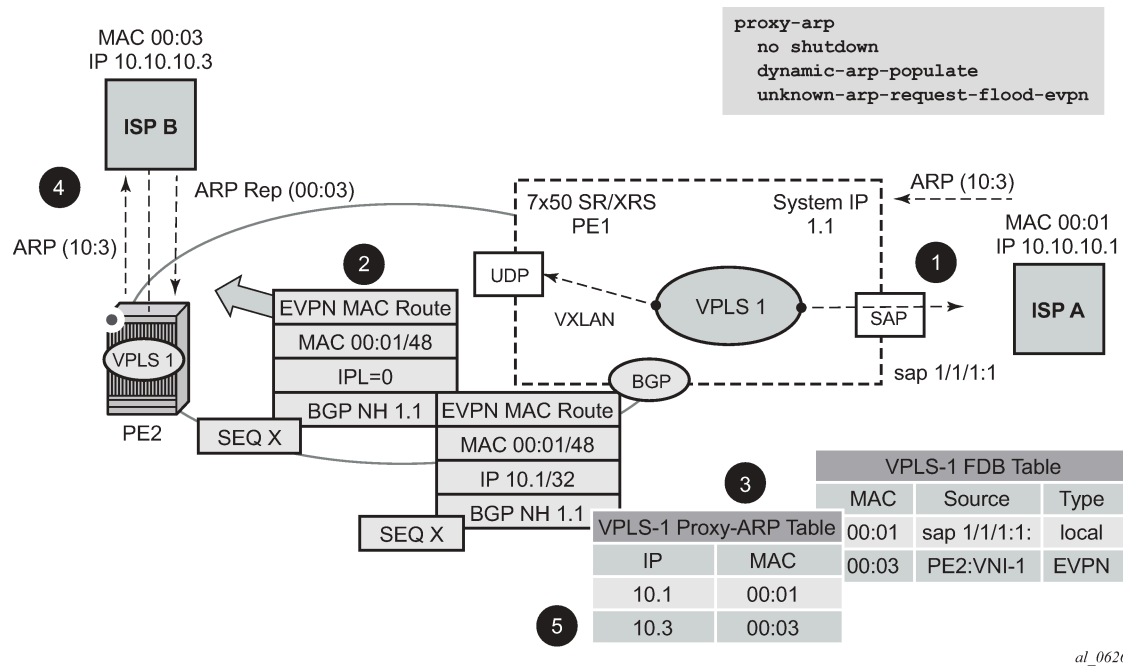 proxy-arp
no shutdown
dynamic-arp-populate
unknown-arp-request-flood-evpn
MAC 00:03
IP 10.10.10.3
ISP B
4
ARP Rep (00:03)
ARP (10:3)
2
7x50 SR/XRS
PE1
System IP
1.1
UDP
VXLAN
VPLS 1
SAP
sap 1/1/1:1
BGP
ARP (10:3)
1
MAC 00:01
IP 10.10.10.1
ISP A
VPLS 1
PE2
EVPN MAC Route
MAC 00:01/48
IPL=0
BGP NH 1.1
SEQ X
EVPN MAC Route
MAC 00:01/48
IP 10.1/32
BGP NH 1.1
SEQ X
3
VPLS-1 FDB Table
MAC Source Type
00:01 sap 1/1/1:1: local
00:03 PE2:VNI-1 EVPN
VPLS-1 Proxy-ARP Table
IP MAC
10.1 00:01
10.3 00:03
5